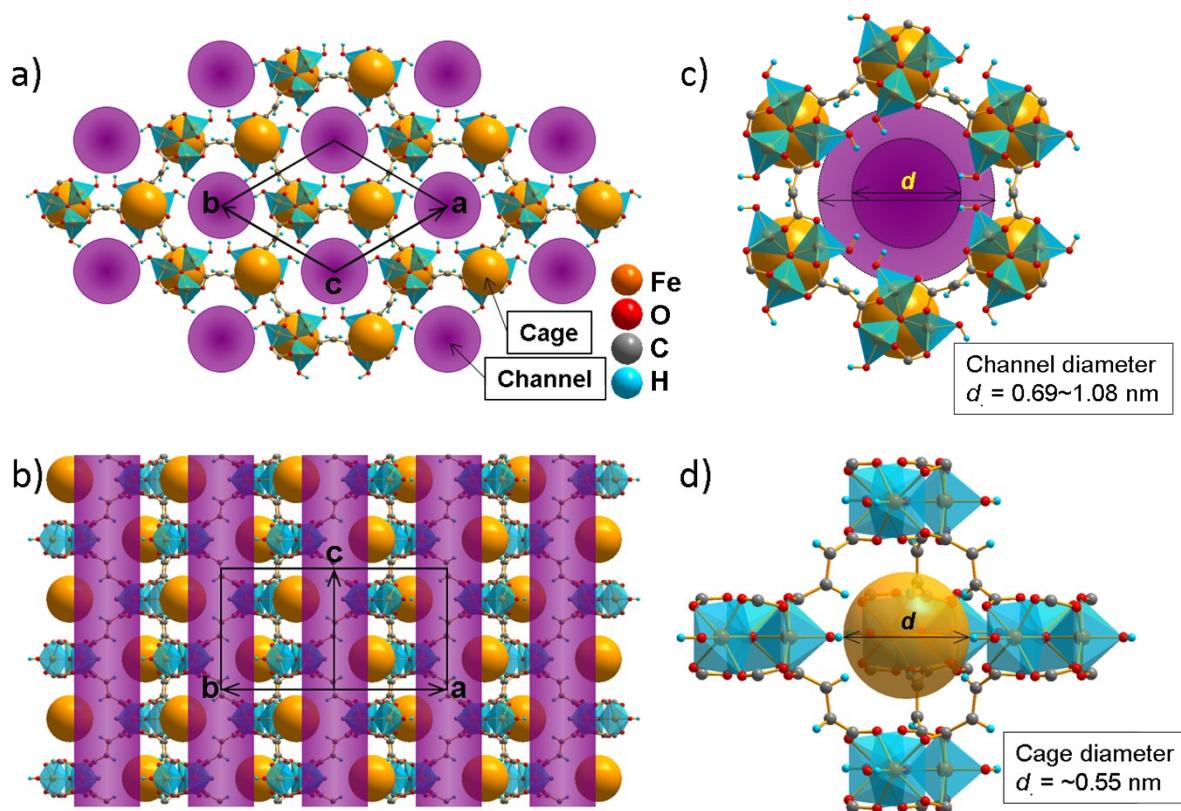 a)
b
a
c
Cage
Channel
Fe
O
C
H
c)
d
Channel diameter
d. = 0.69~1.08 nm
b)
c
b
a
d)
d
Cage diameter
d. = ~0.55 nm